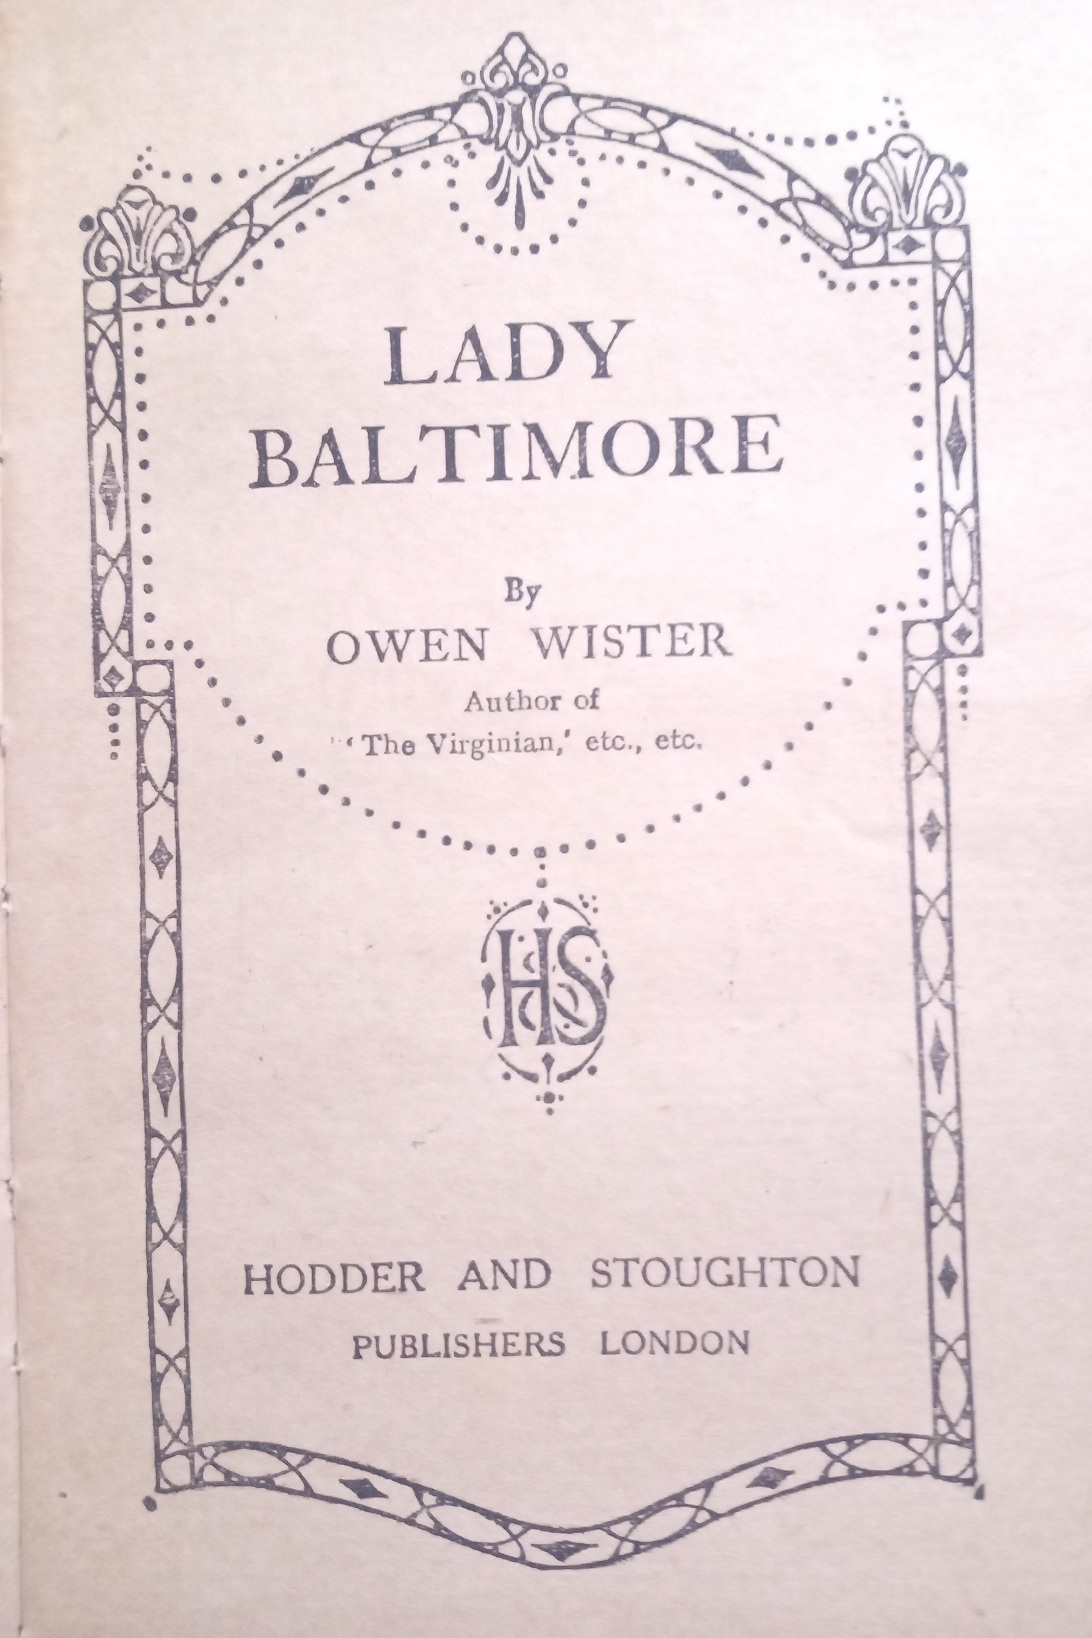 LADY
BALTIMORE
By
OWEN WISTER
Author of
"‘The Virginian,’ etc., etc.
HS
HODDER AND STOUGHTON
PUBLISHERS LONDON